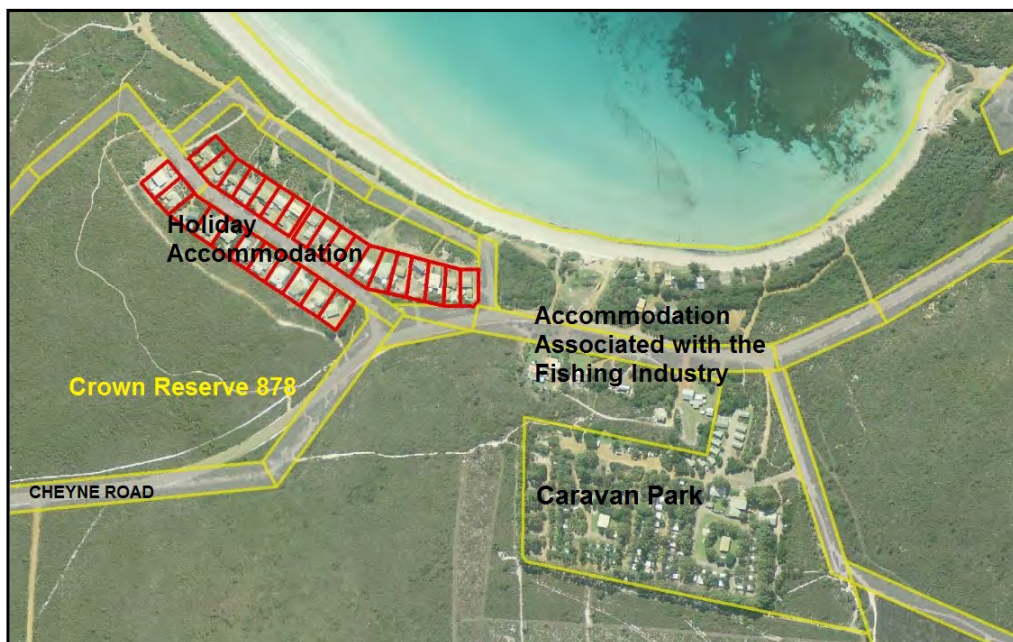 Holiday
Accommodation
Accommodation
Associated with the
Fishing Industry
Crown Reserve 878
CHEYNE ROAD
Caravan Park